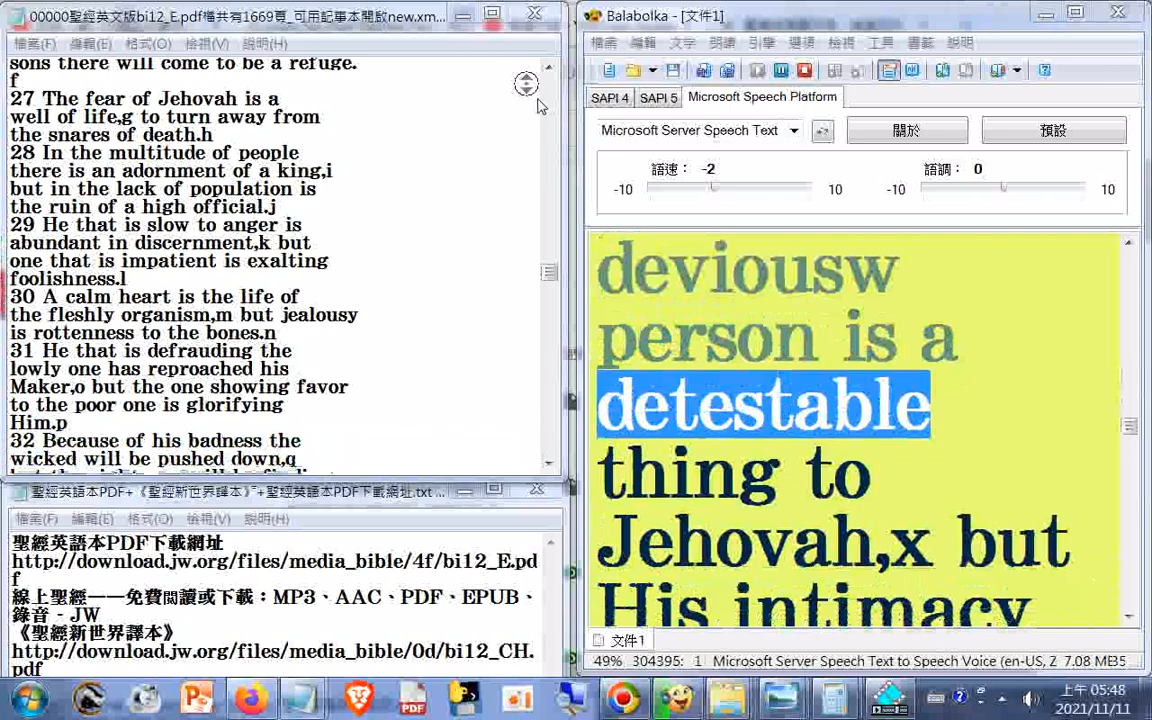 00000聖經英文版bi12_E.pdf檔共有1669頁_可用記事本開啟new.xm...
檔案(F) 編輯(E) 格式(O) 檢視(V) 說明(H)
sons there will come to be a refuge.
f
27 The fear of Jehovah is a
well of life,g to turn away from
the snares of death.h
28 In the multitude of people
there is an adornment of a king,i
but in the lack of population is
the ruin of a high official.j
29 He that is slow to anger is
abundant in discernment,k but
one that is impatient is exalting
foolishness.l
30 A calm heart is the life of
the fleshly organism,m but jealousy
is rottenness to the bones.n
31 He that is defrauding the
lowly one has reproached his
Maker,o but the one showing favor
to the poor one is glorifying
Him.p
32 Because of his badness the
wicked will be pushed down,q
聖經英語本PDF+《聖經新世界譯本》"+聖經英語本PDF下載網址.txt ...
檔案(F) 編輯(E) 格式(O) 檢視(V) 說明(H)
聖經英語本PDF下載網址
http://download.jw.org/files/media_bible/4f/bi12_E.pd
f
線上聖經——免費閱讀或下載：MP3、AAC、PDF、EPUB、
錄音 - JW
《聖經新世界譯本》
http://download.jw.org/files/media_bible/0d/bi12_CH.
pdf
Balabolka - [文件1]
檔案 編輯 文字 朗讀 引擎 選項 檢視 工具 書籤 說明
SAPI 4 SAPI 5 Microsoft Speech Platform
Microsoft Server Speech Text 關於 預設
語速： -2 語調： 0
-10 10 -10 10
deviousw
person is a
detestable
thing to
Jehovah,x but
His intimacy
文件1
49% 304395: 1 Microsoft Server Speech Text to Speech Voice (en-US, Z 7.08 MB
上午 05:48
2021/11/11